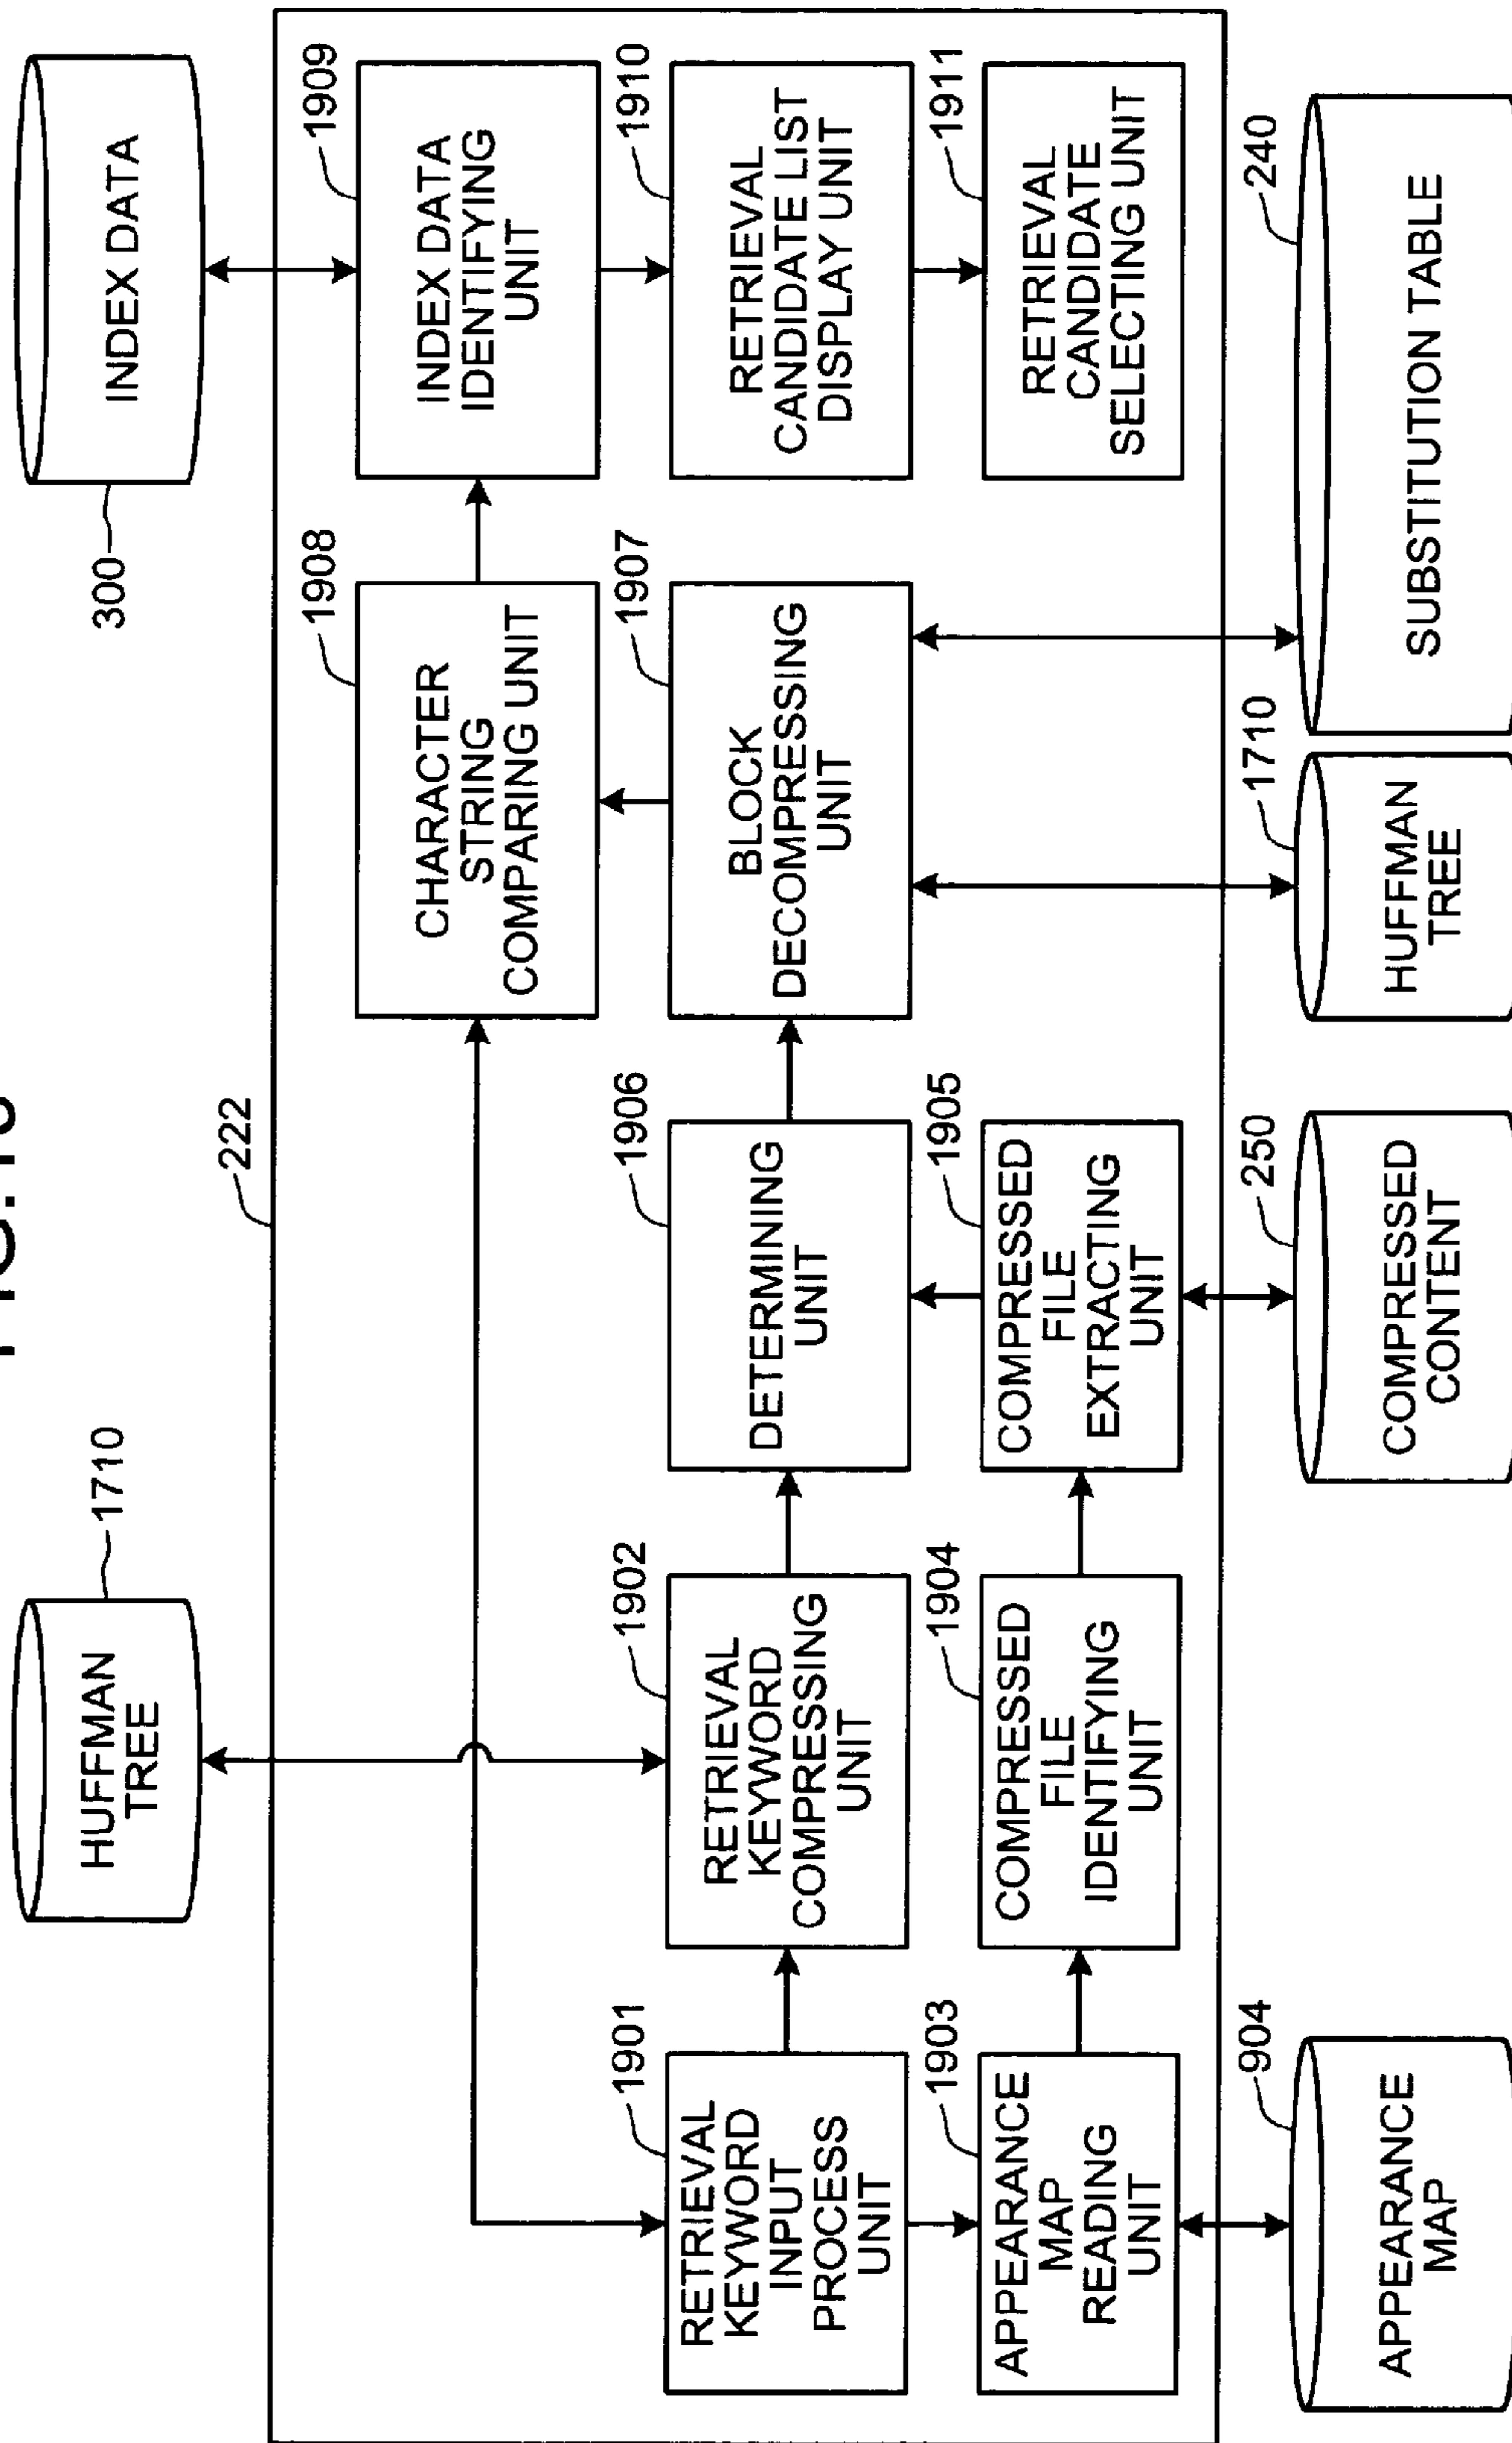 HUFFMAN
TREE
1710
INDEX DATA
300
222
CHARACTER
STRING
COMPARING UNIT
1908
INDEX DATA
IDENTIFYING
UNIT
1909
RETRIEVAL
KEYWORD
INPUT
PROCESS
UNIT
1901
RETRIEVAL
KEYWORD
COMPRESSING
UNIT
1902
DETERMINING
UNIT
1906
BLOCK
DECOMPRESSING
UNIT
1907
RETRIEVAL
CANDIDATE LIST
DISPLAY UNIT
1910
APPEARANCE
MAP
READING
UNIT
1903
COMPRESSED
FILE
IDENTIFYING
UNIT
1904
COMPRESSED
FILE
EXTRACTING
UNIT
1905
RETRIEVAL
CANDIDATE
SELECTING UNIT
1911
APPEARANCE
MAP
904
COMPRESSED
CONTENT
250
HUFFMAN
TREE
1710
SUBSTITUTION TABLE
240